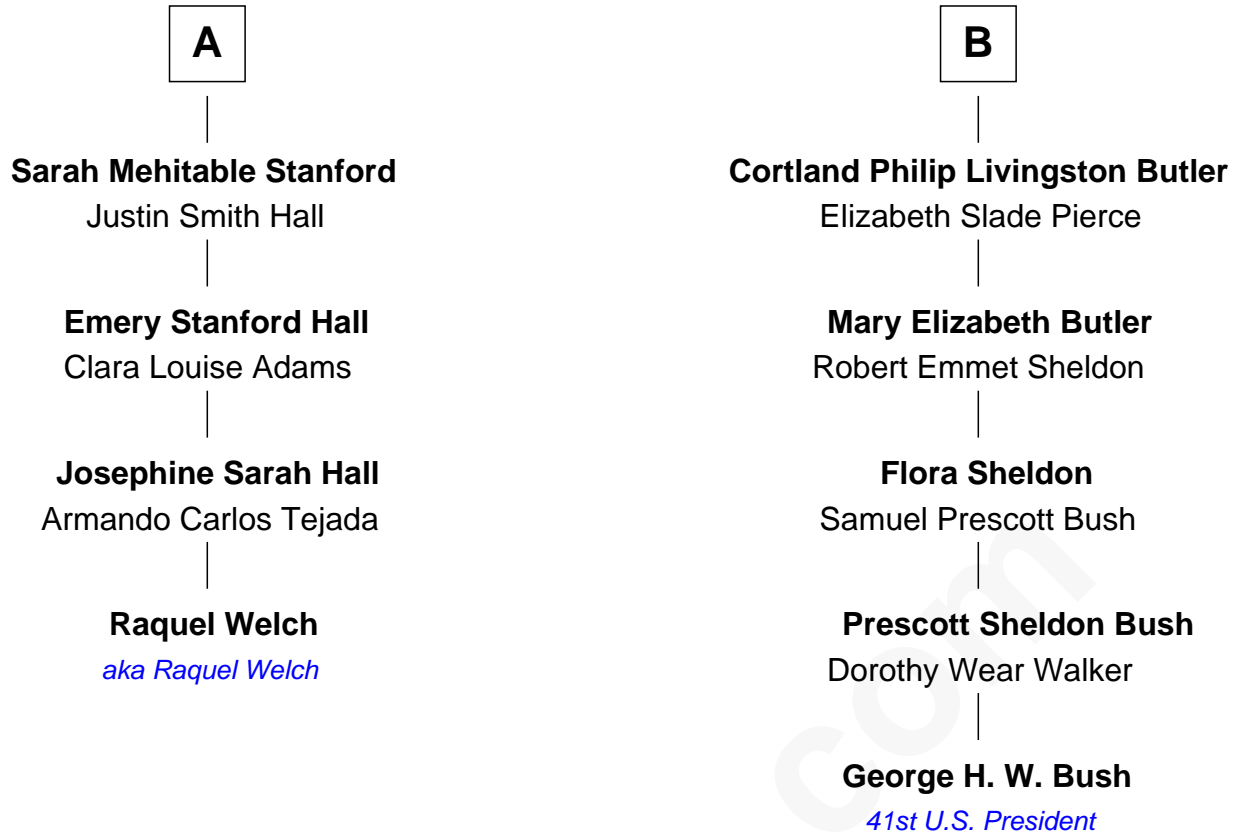 A
Sarah Mehitable Stanford
Justin Smith Hall
Emery Stanford Hall
Clara Louise Adams
Josephine Sarah Hall
Armando Carlos Tejada
Raquel Welch
aka Raquel Welch
B
Cortland Philip Livingston Butler
Elizabeth Slade Pierce
Mary Elizabeth Butler
Robert Emmet Sheldon
Flora Sheldon
Samuel Prescott Bush
Prescott Sheldon Bush
Dorothy Wear Walker
George H. W. Bush
41st U.S. President
com